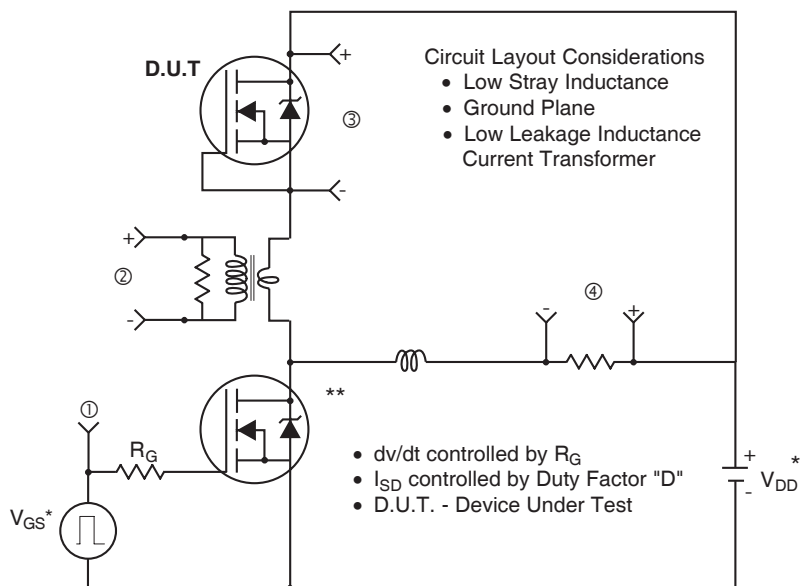 D.U.T
+
③
-
Circuit Layout Considerations
• Low Stray Inductance
• Ground Plane
• Low Leakage Inductance
Current Transformer
+
②
-
④
-
+
①
R_G
V_GS*
**
• dv/dt controlled by R_G
• I_SD controlled by Duty Factor "D"
• D.U.T. - Device Under Test
+
-
V_DD*